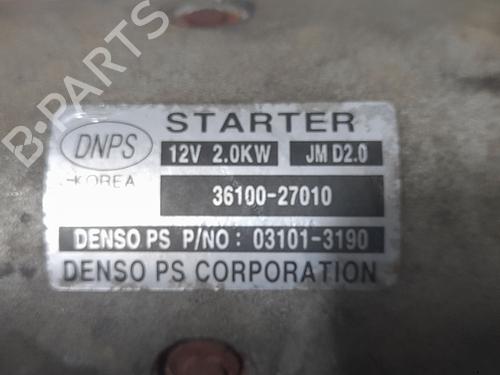 DNPS
KOREA
STARTER
12V 2.0KW JM D2.0
36100-27010
DENSO PS P/NO : 03101-3190
DENSO PS CORPORATION
B-PARTS